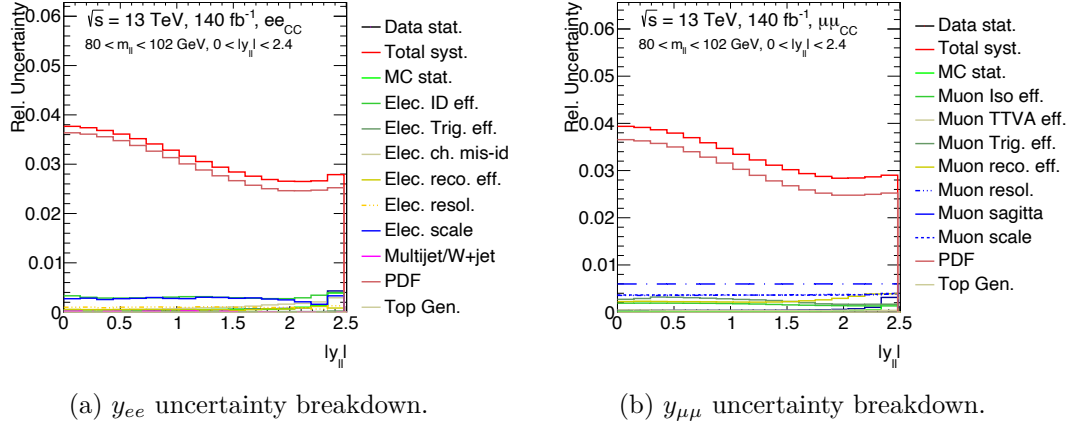 √s = 13 TeV, 140 fb⁻¹, ee_CC
80 < m_ll < 102 GeV, 0 < |y_ll| < 2.4
Rel. Uncertainty
0.06
0.05
0.04
0.03
0.02
0.01
0
0 0.5 1 1.5 2 2.5
|y_ll|
Data stat.
Total syst.
MC stat.
Elec. ID eff.
Elec. Trig. eff.
Elec. ch. mis-id
Elec. reco. eff.
Elec. resol.
Elec. scale
Multijet/W+jet
PDF
Top Gen.
(a) y_ee uncertainty breakdown.
√s = 13 TeV, 140 fb⁻¹, μμ_CC
80 < m_ll < 102 GeV, 0 < |y_ll| < 2.4
Rel. Uncertainty
0.06
0.05
0.04
0.03
0.02
0.01
0
0 0.5 1 1.5 2 2.5
|y_ll|
Data stat.
Total syst.
MC stat.
Muon Iso eff.
Muon TTVA eff.
Muon Trig. eff.
Muon reco. eff.
Muon resol.
Muon sagitta
Muon scale
PDF
Top Gen.
(b) y_μμ uncertainty breakdown.